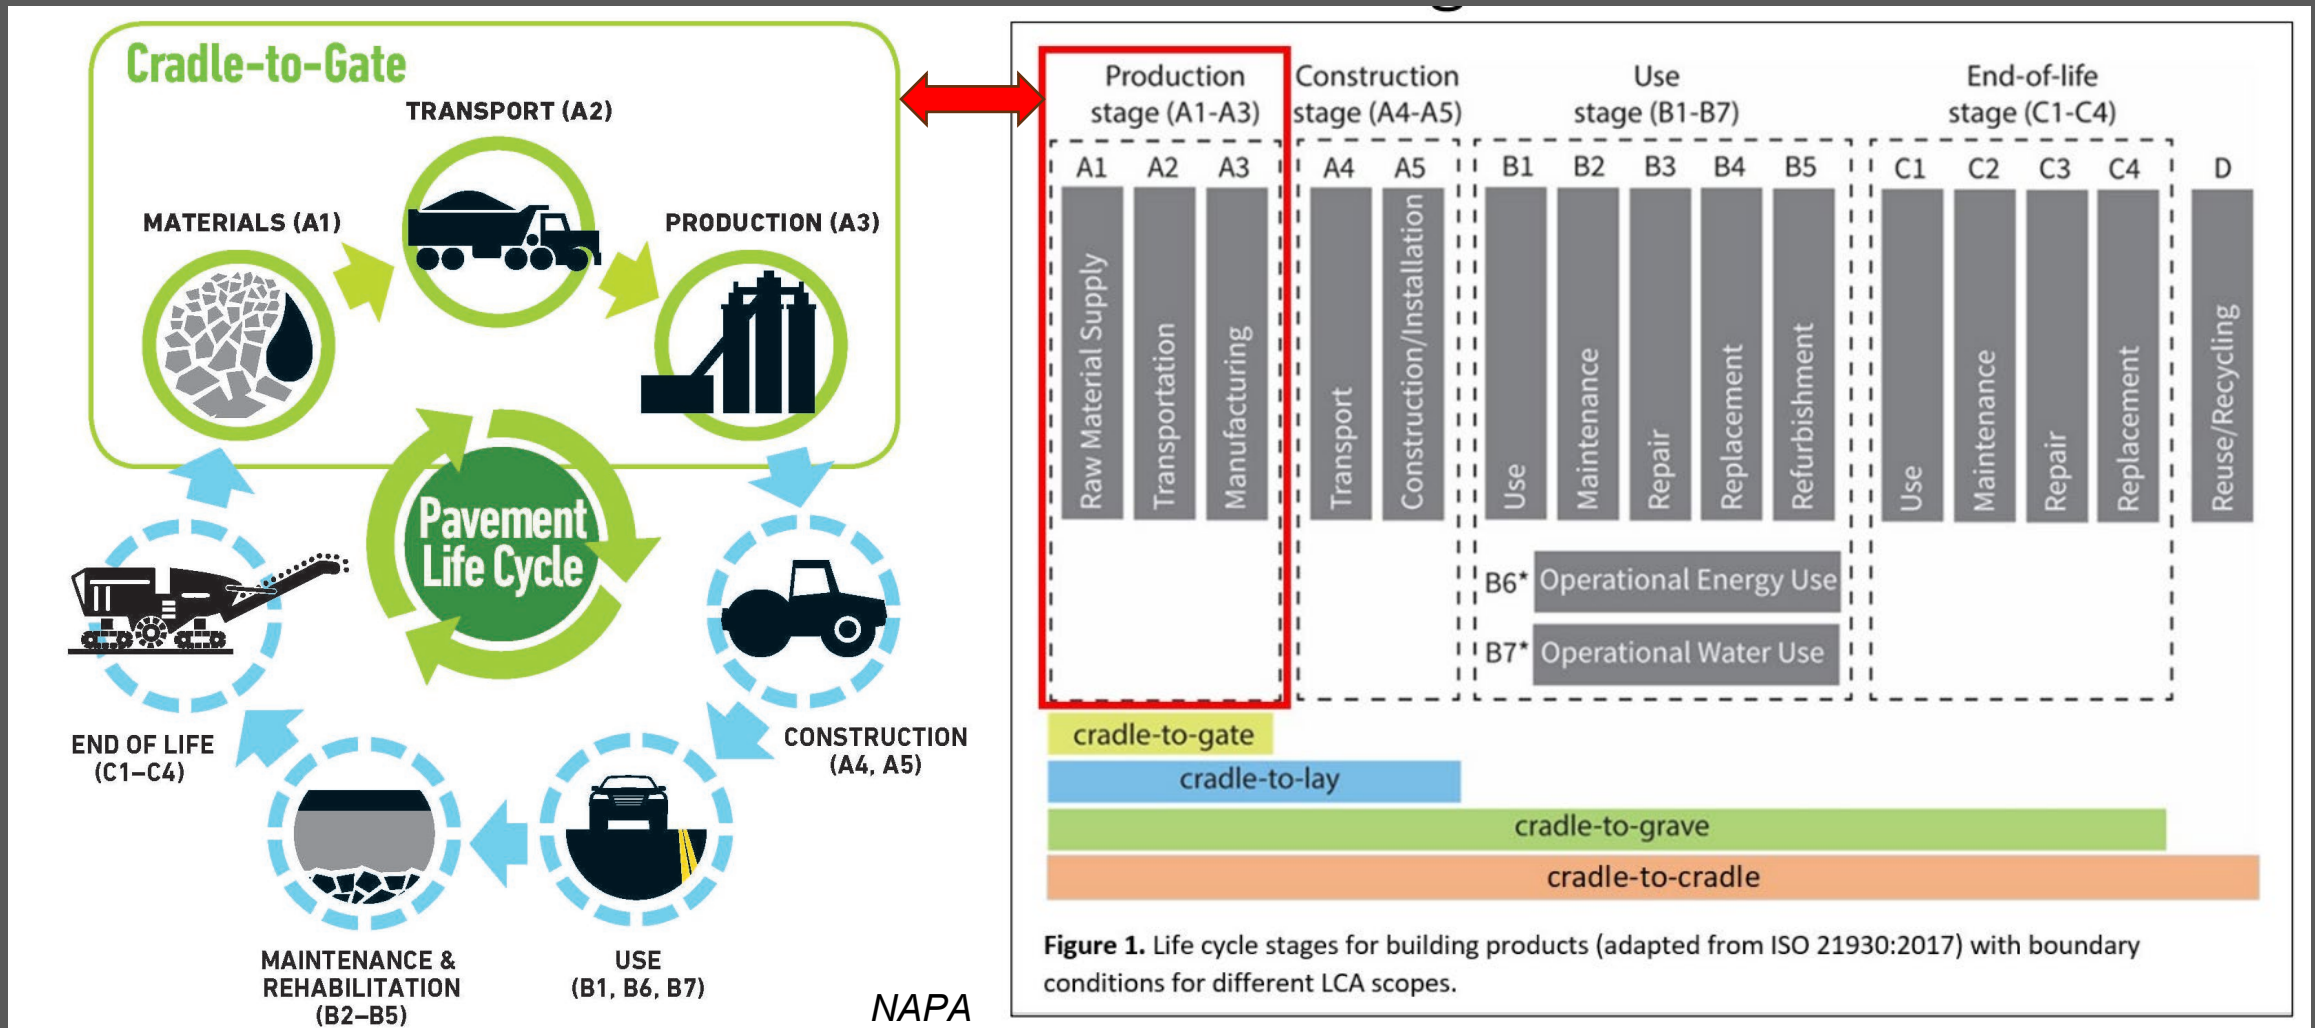 Cradle-to-Gate
TRANSPORT (A2)
MATERIALS (A1)
PRODUCTION (A3)
Pavement
Life Cycle
END OF LIFE
(C1–C4)
CONSTRUCTION
(A4, A5)
MAINTENANCE &
REHABILITATION
(B2–B5)
USE
(B1, B6, B7)
NAPA
Production
stage (A1-A3)
Construction
stage (A4-A5)
Use
stage (B1-B7)
End-of-life
stage (C1-C4)
A1 A2 A3 A4 A5 B1 B2 B3 B4 B5 C1 C2 C3 C4 D
Raw Material Supply
Transportation
Manufacturing
Transport
Construction/Installation
Use
Maintenance
Repair
Replacement
Refurbishment
Use
Maintenance
Repair
Replacement
Reuse/Recycling
B6* Operational Energy Use
B7* Operational Water Use
cradle-to-gate
cradle-to-lay
cradle-to-grave
cradle-to-cradle
Figure 1. Life cycle stages for building products (adapted from ISO 21930:2017) with boundary
conditions for different LCA scopes.